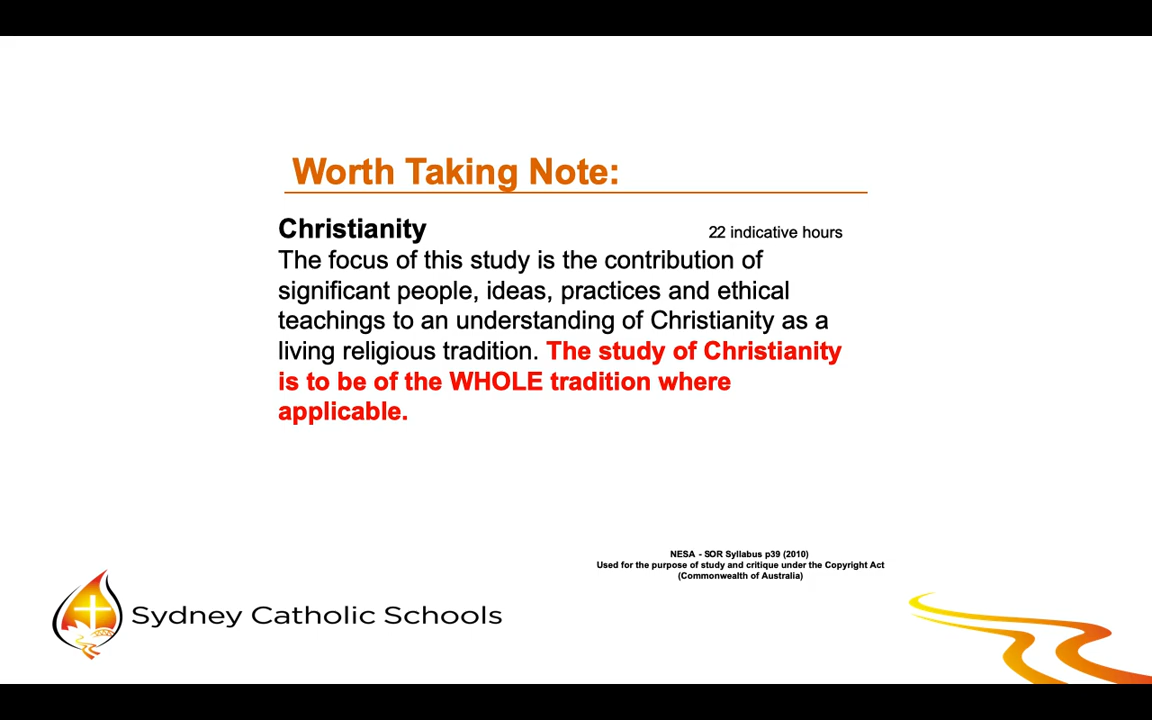 Worth Taking Note:
Christianity 22 indicative hours
The focus of this study is the contribution of
significant people, ideas, practices and ethical
teachings to an understanding of Christianity as a
living religious tradition. The study of Christianity
is to be of the WHOLE tradition where
applicable.
NESA - SOR Syllabus p39 (2010)
Used for the purpose of study and critique under the Copyright Act
(Commonwealth of Australia)
Sydney Catholic Schools